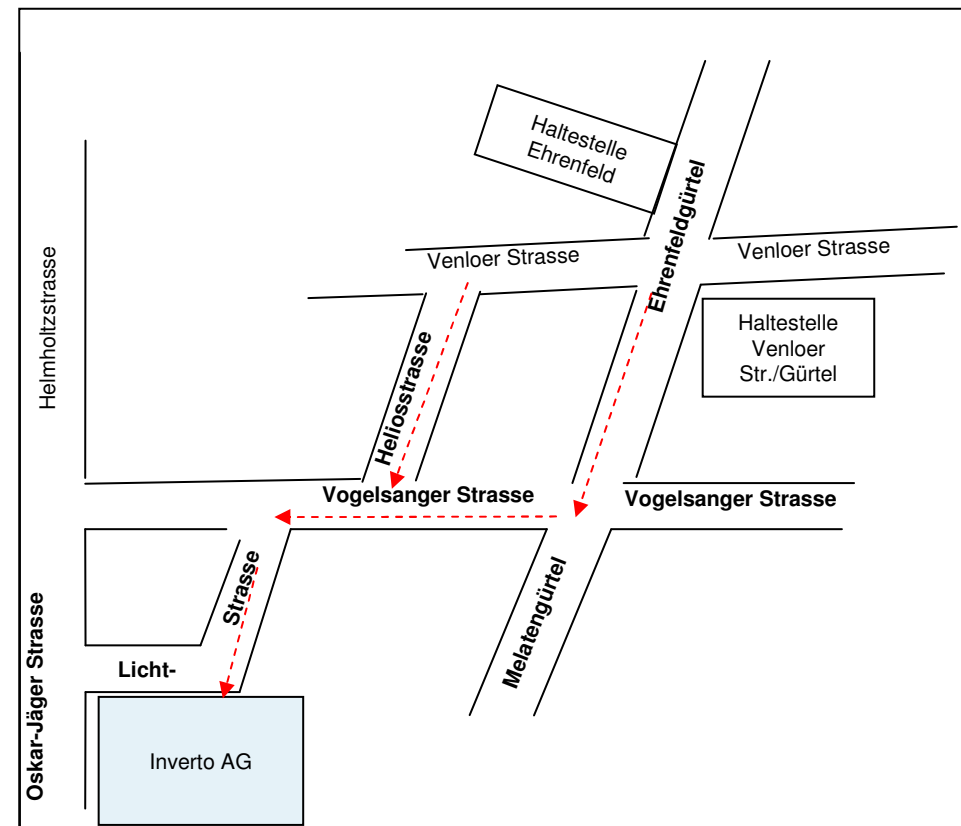 Haltestelle
Ehrenfeld
Ehrenfeldgürtel
Venloer Strasse
Venloer Strasse
Haltestelle
Venloer
Str./Gürtel
Helmholtzstrasse
Heliosstrasse
Vogelsanger Strasse
Vogelsanger Strasse
Strasse
Melatengürtel
Licht-
Oskar-Jäger Strasse
Inverto AG